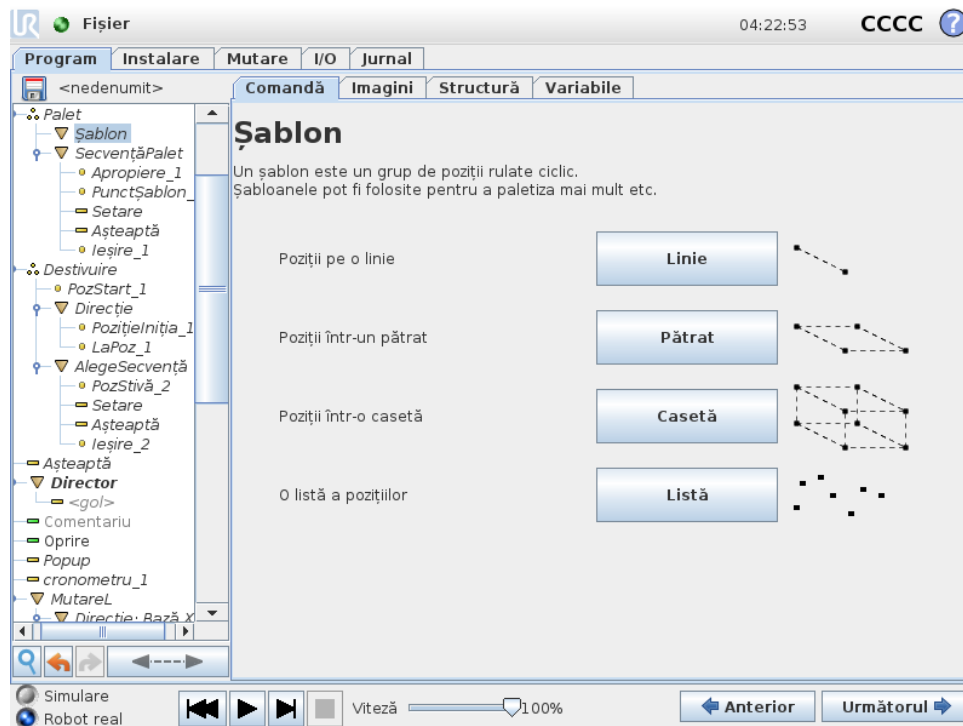 UR Fișier 04:22:53 CCCC ?
Program Instalare Mutare I/O Jurnal
<nedenumit>
Comandă Imagini Structură Variabile
Palet
Șablon
SecvențăPalet
Apropiere_1
PunctȘablon_
Setare
Așteaptă
Ieșire_1
Destivuire
PozStart_1
Direcție
PozițieIniția_1
LaPoz_1
AlegeSecvență
PozStivă_2
Setare
Așteaptă
Ieșire_2
Așteaptă
Director
<gol>
Comentariu
Oprire
Popup
cronometru_1
MutareL
Direcție: Bază X
Șablon
Un șablon este un grup de poziții rulate ciclic.
Șabloanele pot fi folosite pentru a paletiza mai mult etc.
Poziții pe o linie Linie
Poziții într-un pătrat Pătrat
Poziții într-o casetă Casetă
O listă a pozițiilor Listă
Simulare
Robot real
Viteză 100%
Anterior Următorul